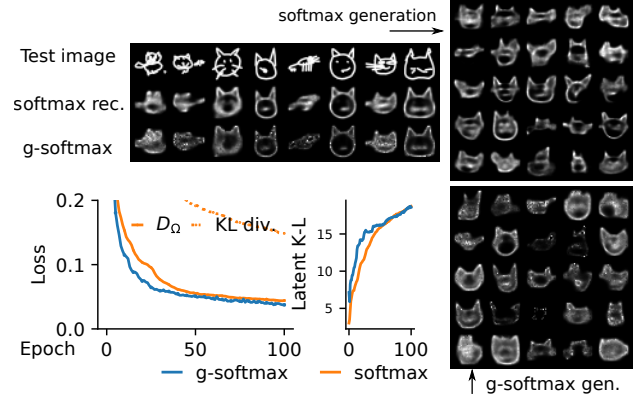 softmax generation
Test image
softmax rec.
g-softmax
0.2
0.1
0.0
Loss
D_Ω
KL div.
0
50
100
Epoch
15
10
5
Latent K-L
0
100
g-softmax
softmax
g-softmax gen.